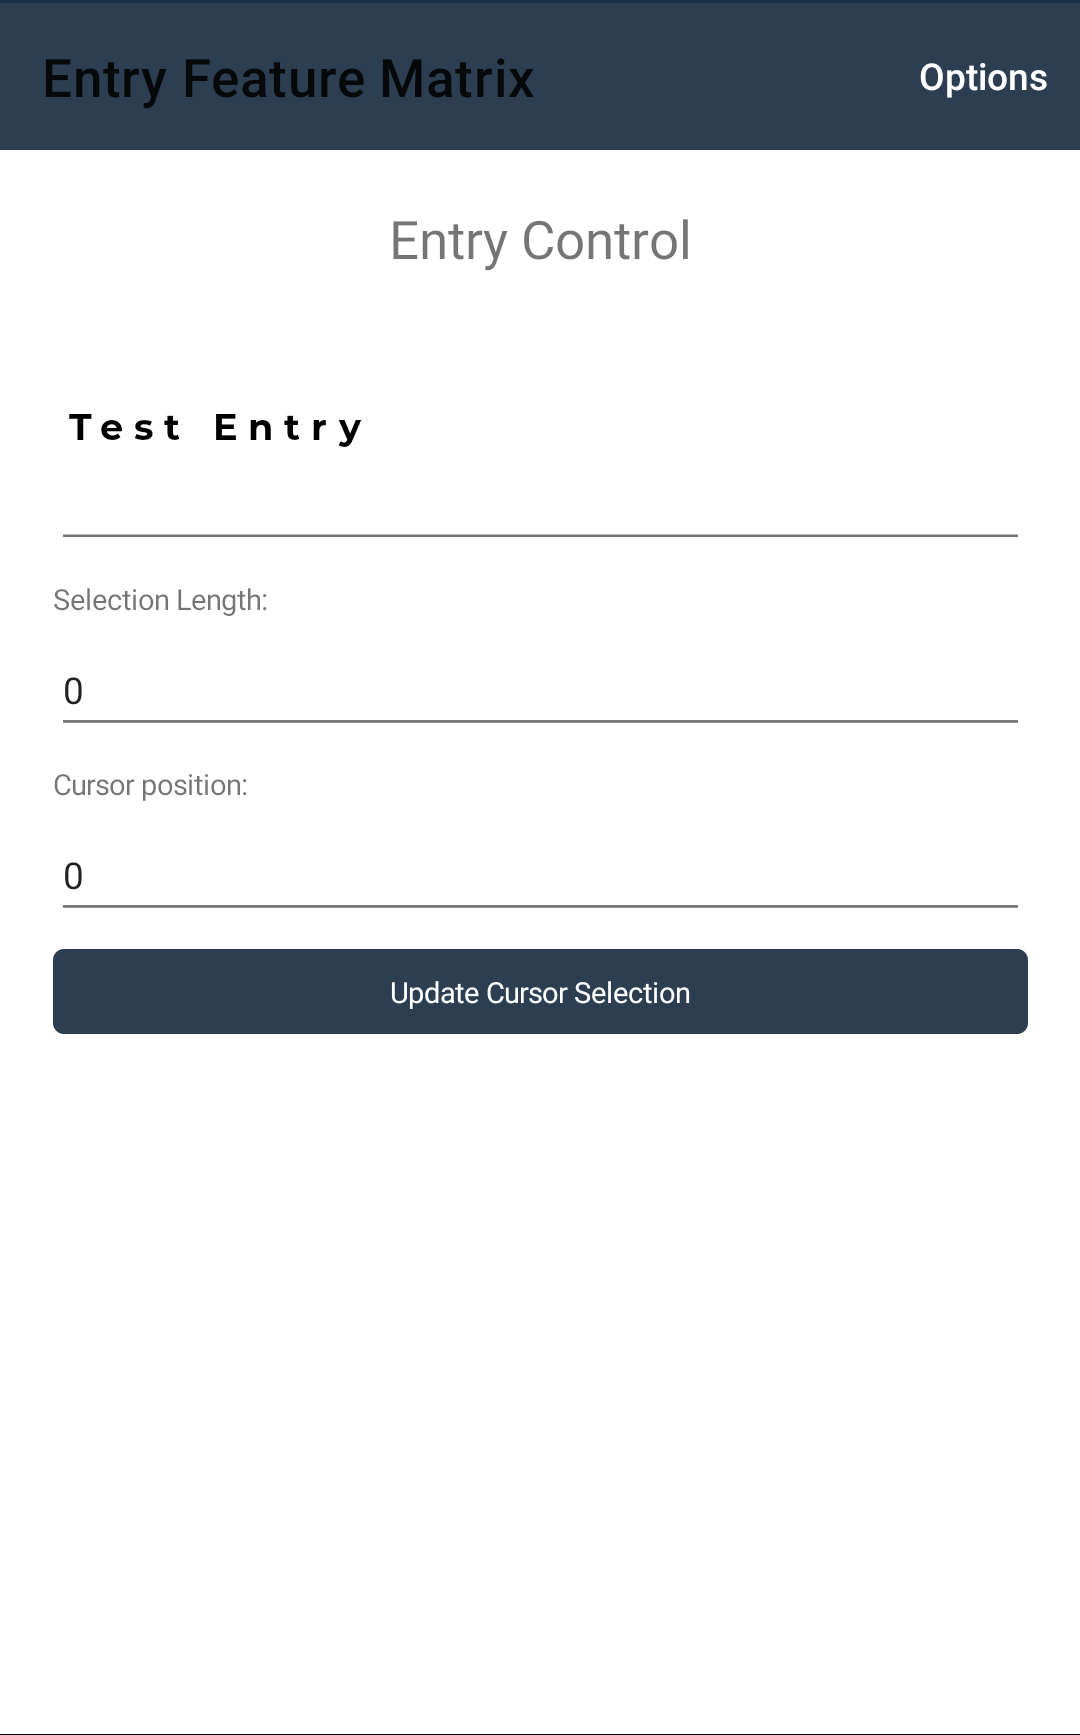 Entry Feature Matrix
Options
Entry Control
Test Entry
Selection Length:
0
Cursor position:
0
Update Cursor Selection